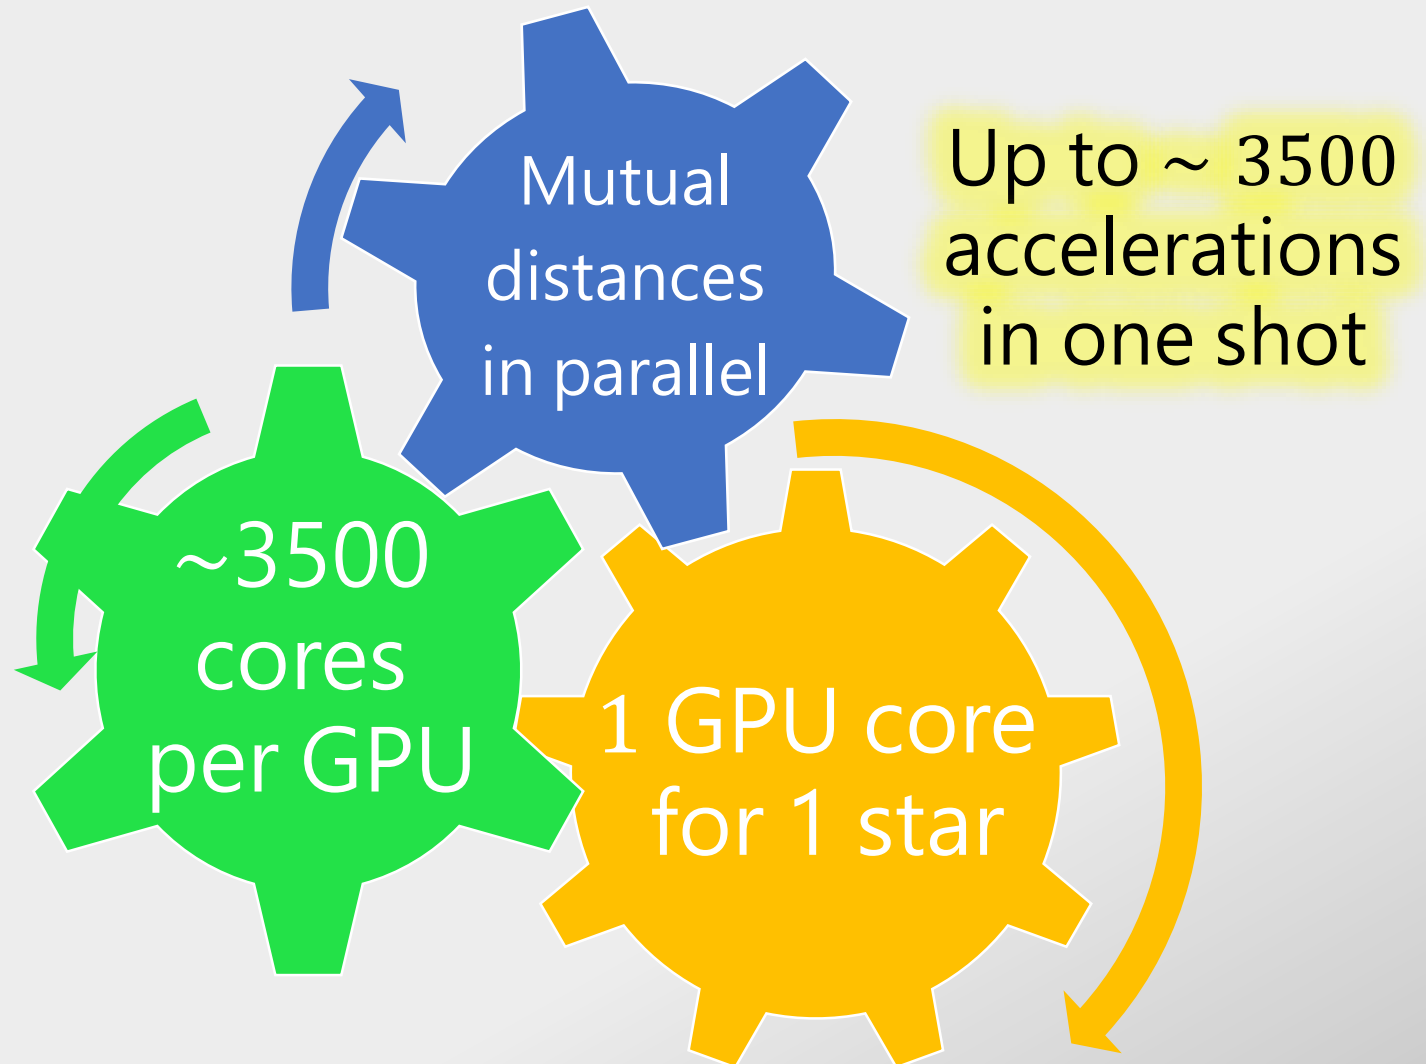 Mutual
distances
in parallel
Up to ~ 3500
accelerations
in one shot
~3500
cores
per GPU
1 GPU core
for 1 star